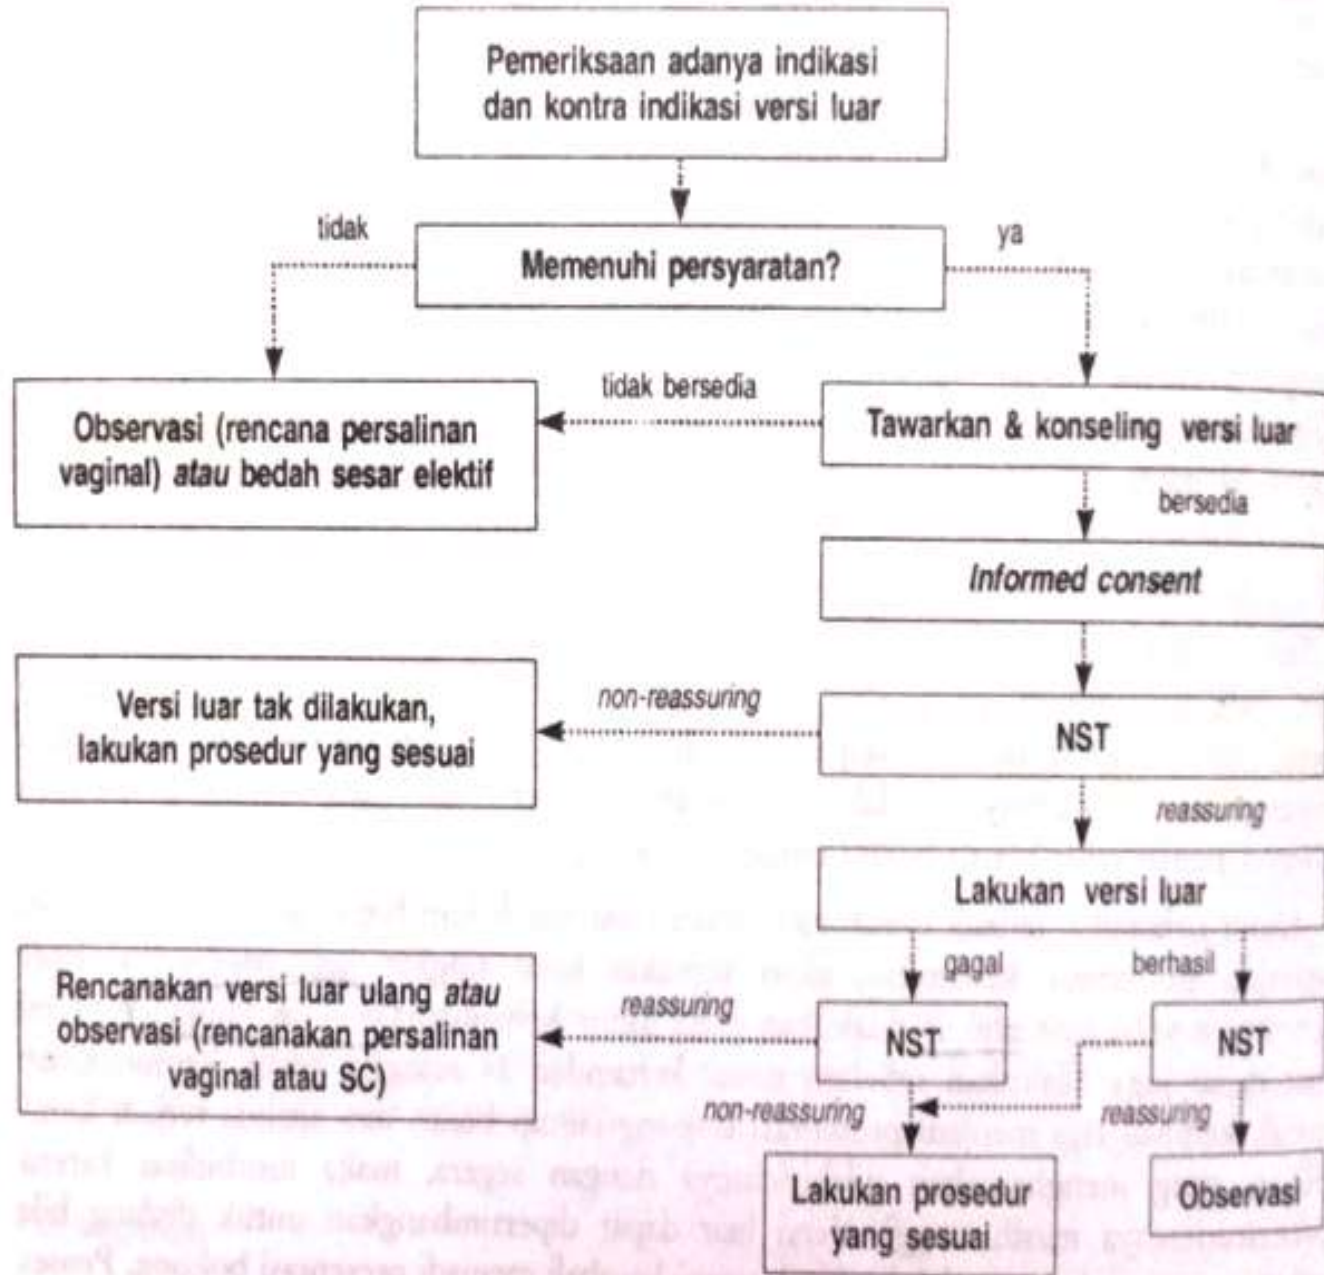 Pemeriksaan adanya indikasi
dan kontra indikasi versi luar
tidak
ya
Memenuhi persyaratan?
Observasi (rencana persalinan
vaginal) atau bedah sesar elektif
tidak bersedia
Tawarkan & konseling versi luar
bersedia
Informed consent
Versi luar tak dilakukan,
lakukan prosedur yang sesuai
non-reassuring
NST
reassuring
Lakukan versi luar
gagal
berhasil
Rencanakan versi luar ulang atau
observasi (rencanakan persalinan
vaginal atau SC)
reassuring
NST
NST
non-reassuring
reassuring
Lakukan prosedur
yang sesuai
Observasi